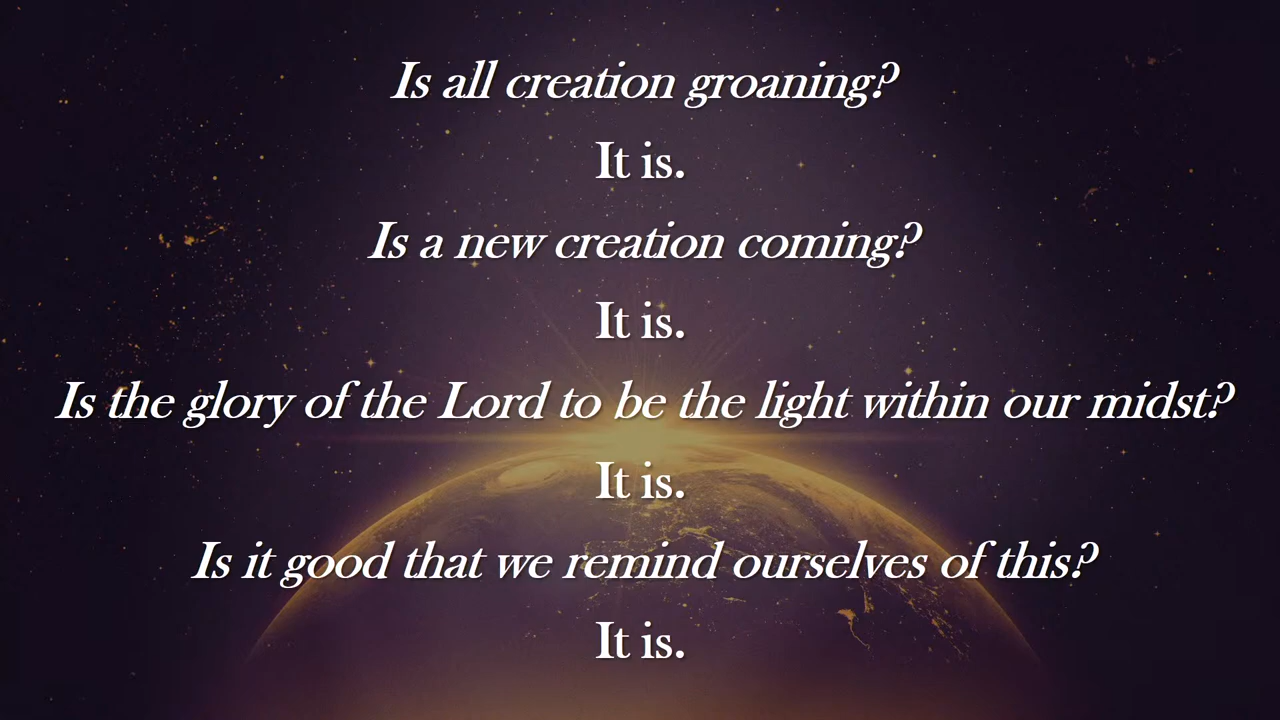 Is all creation groaning?
It is.
Is a new creation coming?
It is.
Is the glory of the Lord to be the light within our midst?
It is.
Is it good that we remind ourselves of this?
It is.